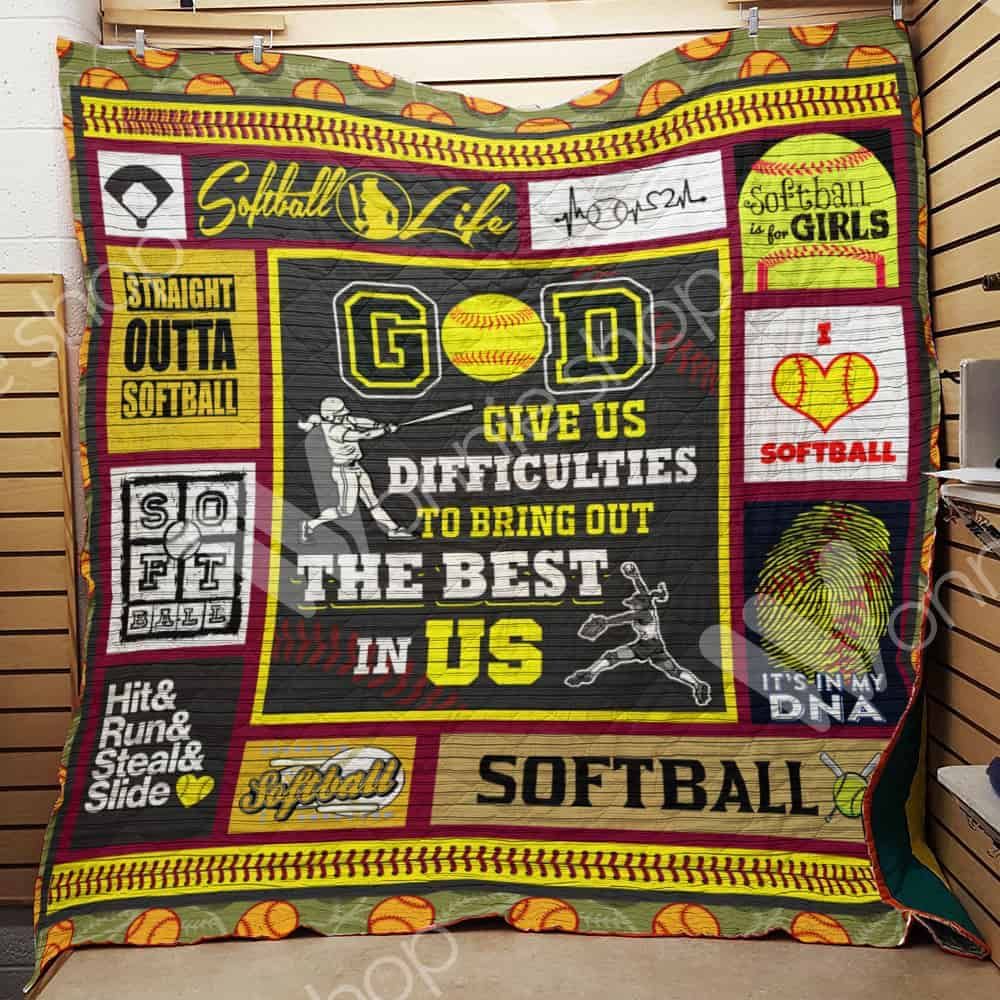 Softball Life
Softball
is for GIRLS
STRAIGHT
OUTTA
SOFTBALL
GOD
GIVE US
DIFFICULTIES
TO BRING OUT
THE BEST
IN US
I
SOFTBALL
SO
FT
BALL
IT'S IN MY
DNA
Hit&
Run&
Steal&
Slide
Softball
SOFTBALL